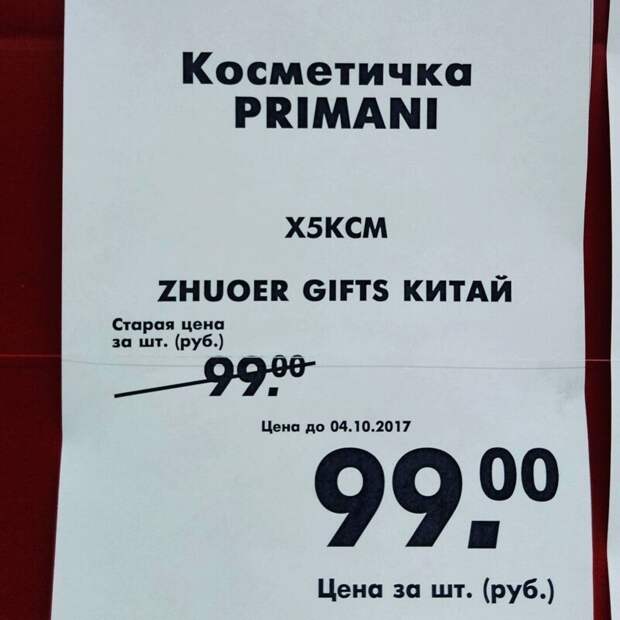 Косметичка
PRIMANI
X5KCM
ZHUOER GIFTS КИТАЙ
Старая цена
за шт. (руб.)
99.00
Цена до 04.10.2017
99.00
Цена за шт. (руб.)